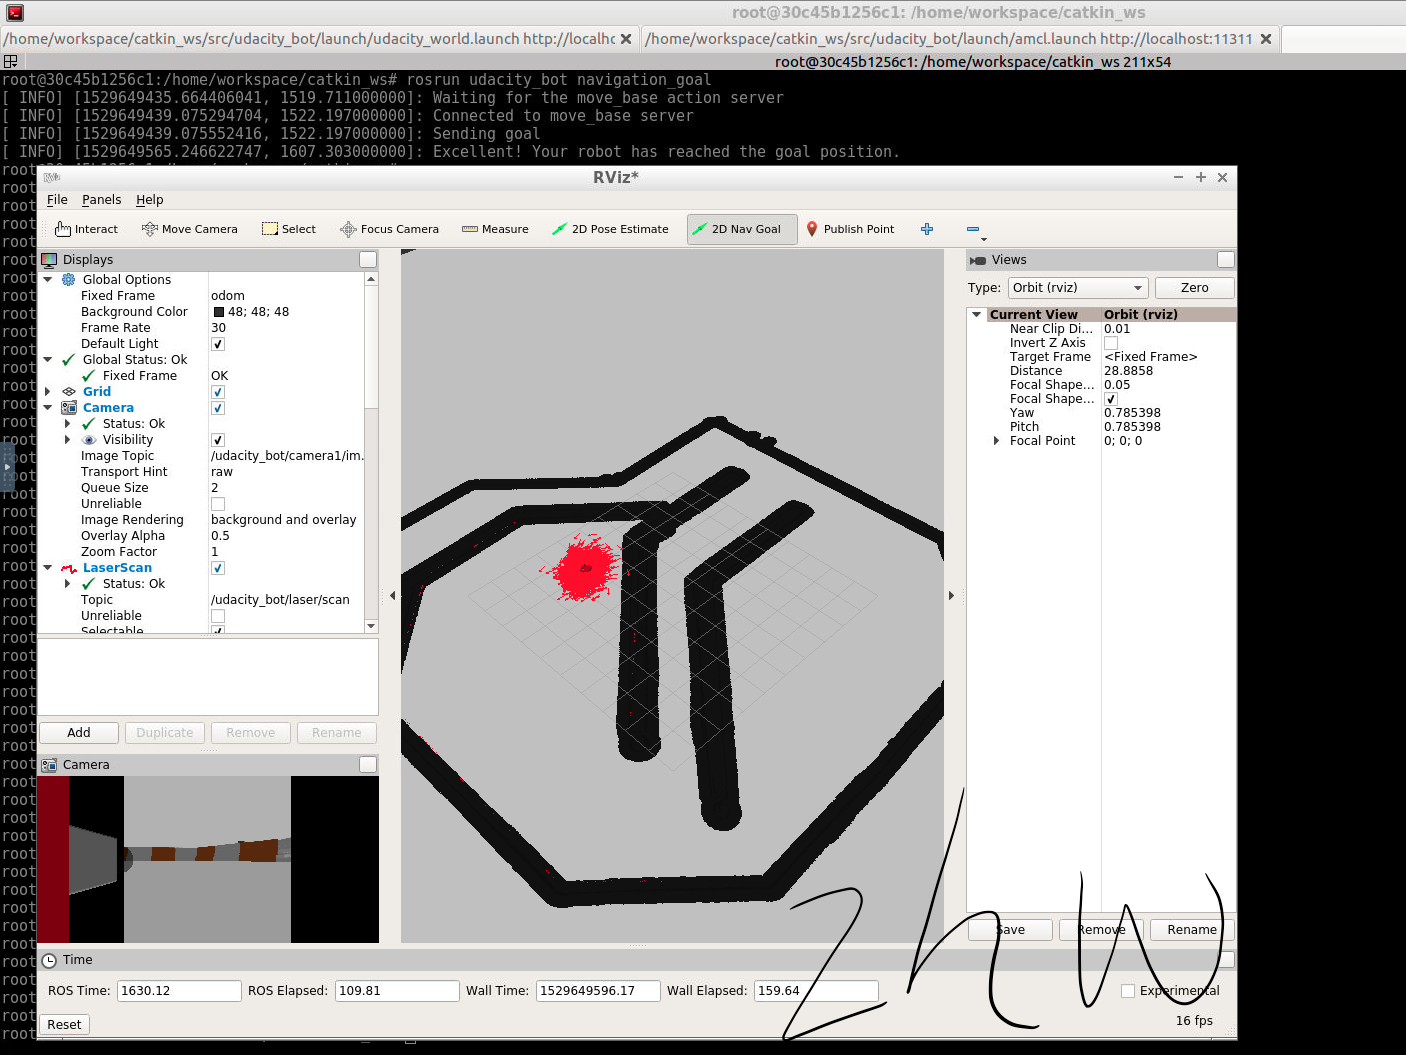 root@30c45b1256c1: /home/workspace/catkin_ws
/home/workspace/catkin_ws/src/udacity_bot/launch/udacity_world.launch http://localhc
/home/workspace/catkin_ws/src/udacity_bot/launch/amcl.launch http://localhost:11311
root@30c45b1256c1: /home/workspace/catkin_ws 211x54
root@30c45b1256c1:/home/workspace/catkin_ws# rosrun udacity_bot navigation_goal
[ INFO] [1529649435.664406041, 1519.711000000]: Waiting for the move_base action server
[ INFO] [1529649439.075294704, 1522.197000000]: Connected to move_base server
[ INFO] [1529649439.075552416, 1522.197000000]: Sending goal
[ INFO] [1529649565.246622747, 1607.303000000]: Excellent! Your robot has reached the goal position.
RViz*
File Panels Help
Interact Move Camera Select Focus Camera Measure 2D Pose Estimate 2D Nav Goal Publish Point
Displays
Global Options
Fixed Frame odom
Background Color 48; 48; 48
Frame Rate 30
Default Light
Global Status: Ok
Fixed Frame OK
Grid
Camera
Status: Ok
Visibility
Image Topic /udacity_bot/camera1/im...
Transport Hint raw
Queue Size 2
Unreliable
Image Rendering background and overlay
Overlay Alpha 0.5
Zoom Factor 1
LaserScan
Status: Ok
Topic /udacity_bot/laser/scan
Unreliable
Selectable
Add Duplicate Remove Rename
Camera
Views
Type: Orbit (rviz) Zero
Current View Orbit (rviz)
Near Clip Di... 0.01
Invert Z Axis
Target Frame <Fixed Frame>
Distance 28.8858
Focal Shape... 0.05
Focal Shape...
Yaw 0.785398
Pitch 0.785398
Focal Point 0; 0; 0
Save Remove Rename
Time
ROS Time: 1630.12 ROS Elapsed: 109.81 Wall Time: 1529649596.17 Wall Elapsed: 159.64 Experimental
Reset 16 fps
zhw